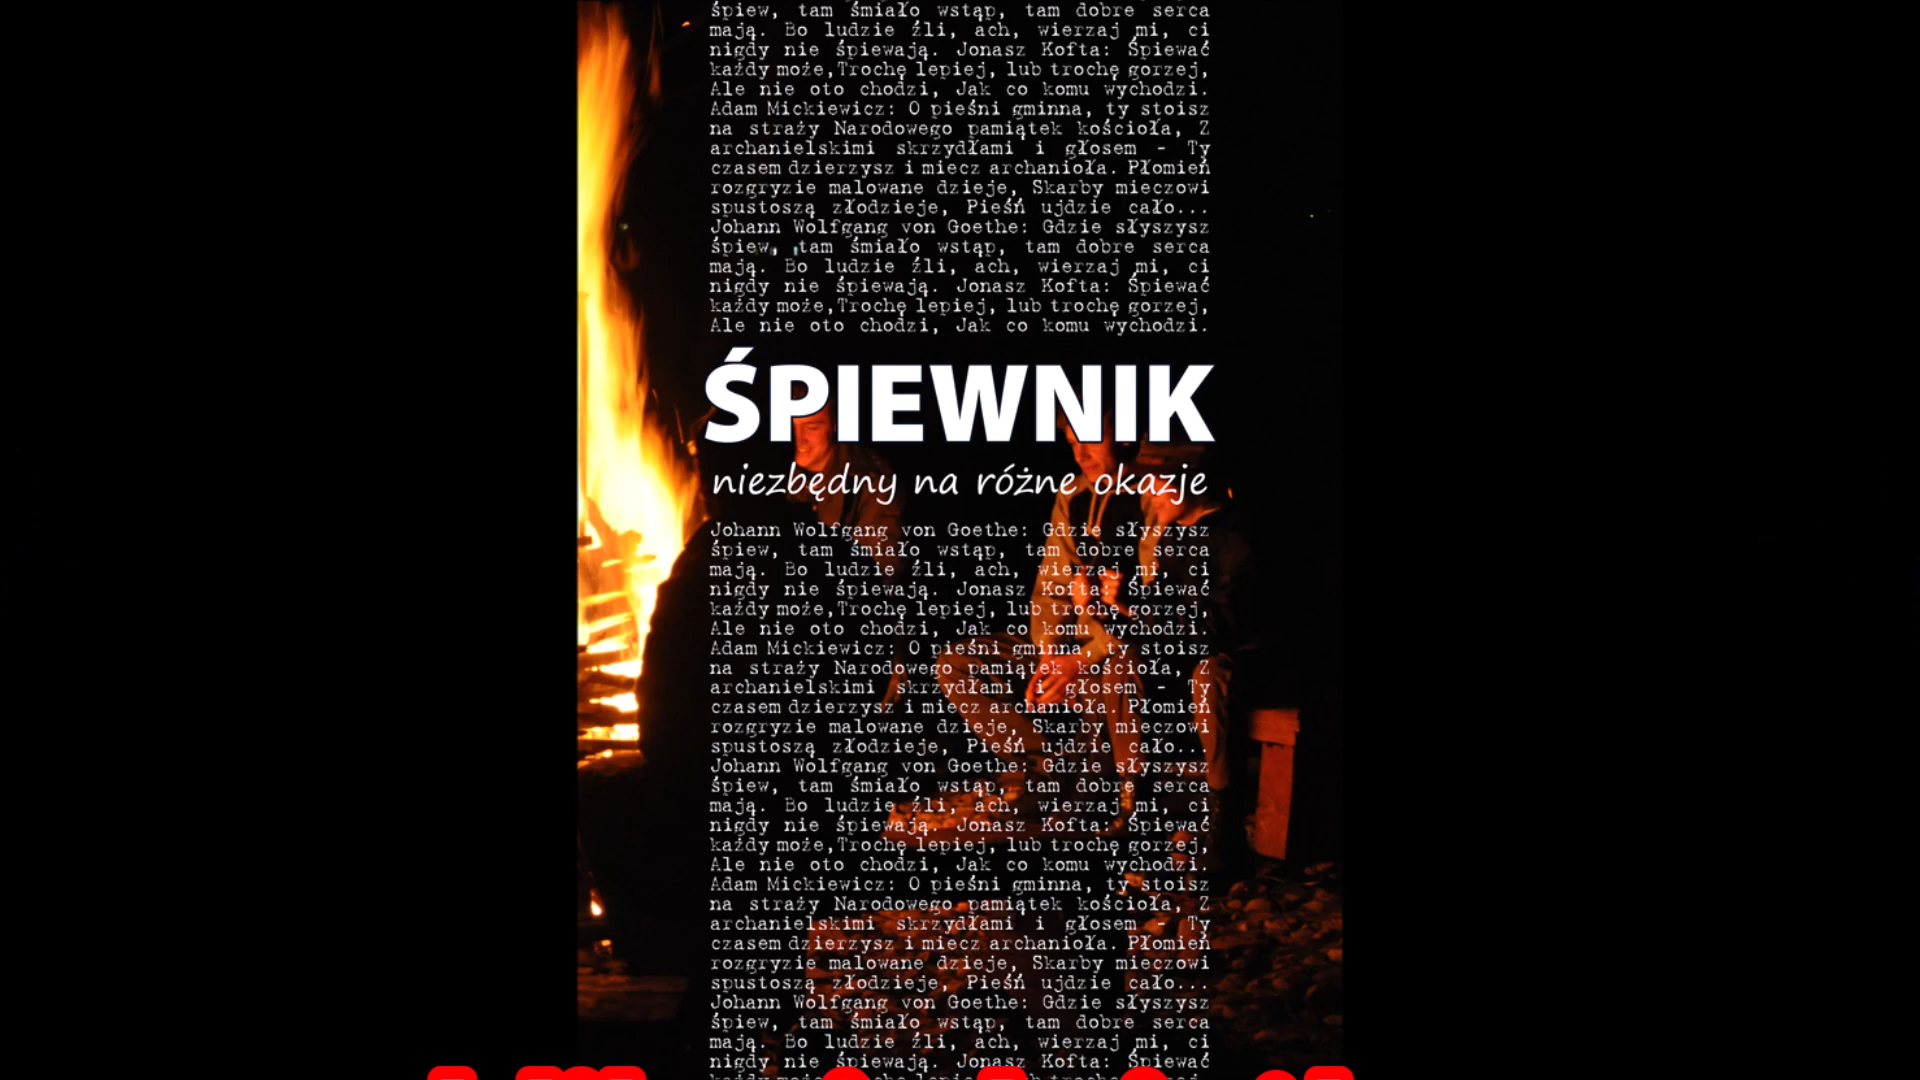 śpiew, tam śmiało wstąp, tam dobre serca
mają. Bo ludzie źli, ach, wierzaj mi, ci
nigdy nie śpiewają. Jonasz Kofta: Śpiewać
każdy może,Trochę lepiej, lub trochę gorzej,
Ale nie oto chodzi, Jak co komu wychodzi.
Adam Mickiewicz: O pieśni gminna, ty stoisz
na straży Narodowego pamiątek kościoła, Z
archanielskimi skrzydłami i głosem - Ty
czasem dzierzysz i miecz archanioła. Płomień
rozgryzie malowane dzieje, Skarby mieczowi
spustoszą złodzieje, Pieśń ujdzie cało...
Johann Wolfgang von Goethe: Gdzie słyszysz
śpiew, tam śmiało wstąp, tam dobre serca
mają. Bo ludzie źli, ach, wierzaj mi, ci
nigdy nie śpiewają. Jonasz Kofta: Śpiewać
każdy może,Trochę lepiej, lub trochę gorzej,
Ale nie oto chodzi, Jak co komu wychodzi.
ŚPIEWNIK
niezbędny na różne okazje
Johann Wolfgang von Goethe: Gdzie słyszysz
śpiew, tam śmiało wstąp, tam dobre serca
mają. Bo ludzie źli, ach, wierzaj mi, ci
nigdy nie śpiewają. Jonasz Kofta: Śpiewać
każdy może,Trochę lepiej, lub trochę gorzej,
Ale nie oto chodzi, Jak co komu wychodzi.
Adam Mickiewicz: O pieśni gminna, ty stoisz
na straży Narodowego pamiątek kościoła, Z
archanielskimi skrzydłami i głosem - Ty
czasem dzierzysz i miecz archanioła. Płomień
rozgryzie malowane dzieje, Skarby mieczowi
spustoszą złodzieje, Pieśń ujdzie cało...
Johann Wolfgang von Goethe: Gdzie słyszysz
śpiew, tam śmiało wstąp, tam dobre serca
mają. Bo ludzie źli, ach, wierzaj mi, ci
nigdy nie śpiewają. Jonasz Kofta: Śpiewać
każdy może,Trochę lepiej, lub trochę gorzej,
Ale nie oto chodzi, Jak co komu wychodzi.
Adam Mickiewicz: O pieśni gminna, ty stoisz
na straży Narodowego pamiątek kościoła, Z
archanielskimi skrzydłami i głosem - Ty
czasem dzierzysz i miecz archanioła. Płomień
rozgryzie malowane dzieje, Skarby mieczowi
spustoszą złodzieje, Pieśń ujdzie cało...
Johann Wolfgang von Goethe: Gdzie słyszysz
śpiew, tam śmiało wstąp, tam dobre serca
mają. Bo ludzie źli, ach, wierzaj mi, ci
nigdy nie śpiewają. Jonasz Kofta: Śpiewać